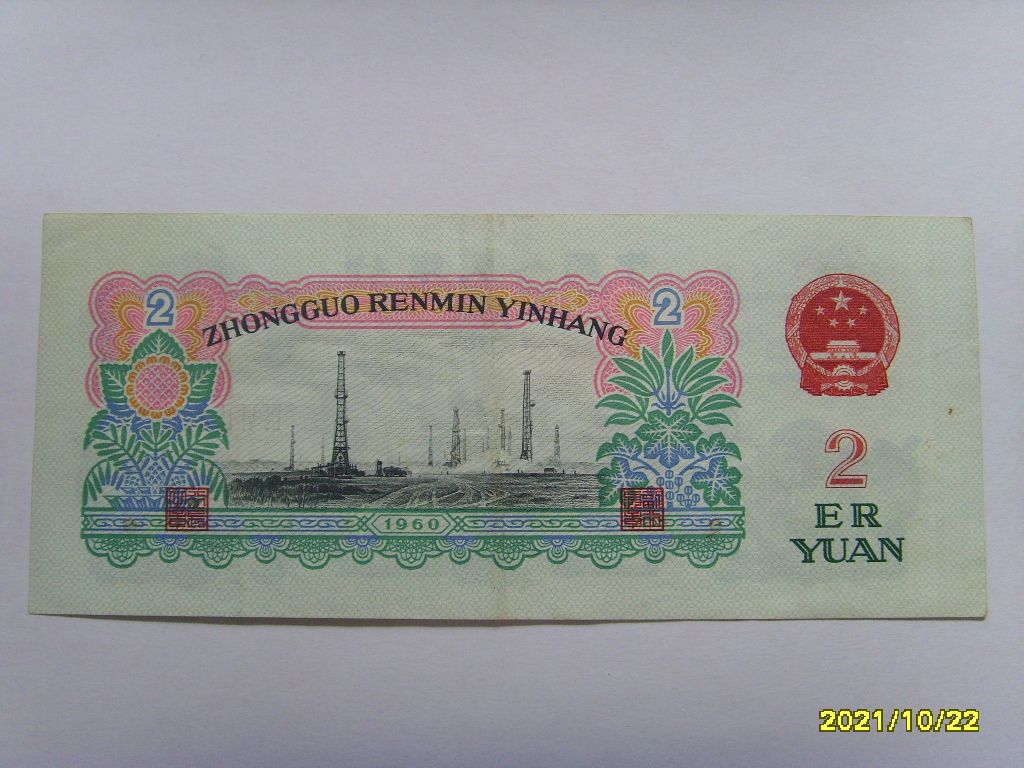 2
2
ZHONGGUO RENMIN YINHANG
2
ER
YUAN
1960
2021/10/22